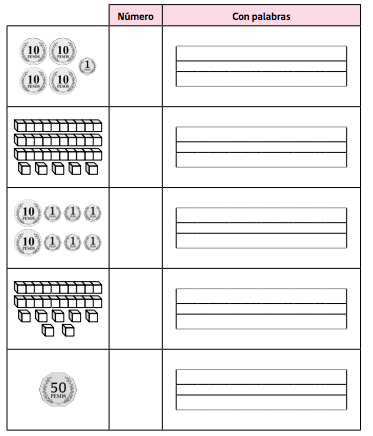 Número Con palabras
10 PESOS 10 PESOS
1
10 PESOS 10 PESOS
10 PESOS 1 1 1
10 PESOS 1 1 1
50 PESOS